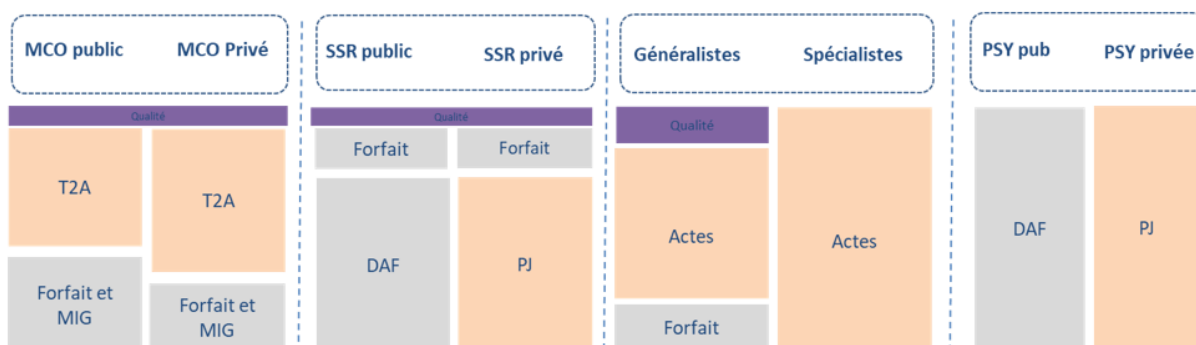 MCO public
MCO Privé
SSR public
SSR privé
Généralistes
Spécialistes
PSY pub
PSY privée
Qualité
T2A
T2A
Forfait et
MIG
Forfait et
MIG
Qualité
Forfait
Forfait
DAF
PJ
Qualité
Actes
Forfait
Actes
DAF
PJ